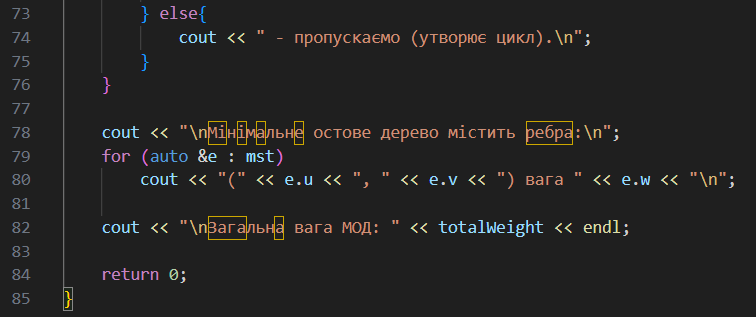 73 } else{
74 cout << " - пропускаємо (утворює цикл).\n";
75 }
76 }
77
78 cout << "\nМінімальне остове дерево містить ребра:\n";
79 for (auto &e : mst)
80 cout << "(" << e.u << ", " << e.v << ") вага " << e.w << "\n";
81
82 cout << "\nЗагальна вага МОД: " << totalWeight << endl;
83
84 return 0;
85 }